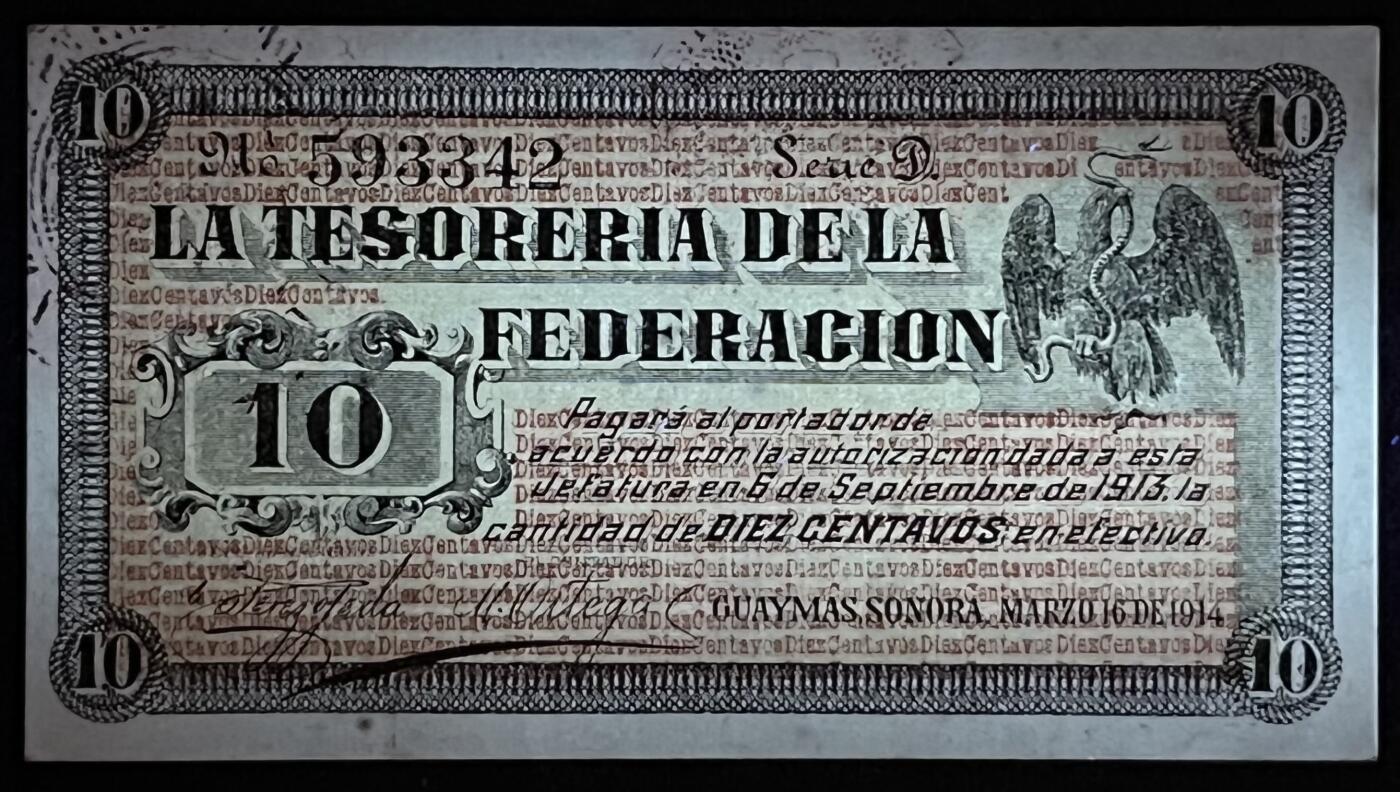 10 10
No 593342 Serie D.
LA TESORERIA DE LA
FEDERACION
10
Pagará al portador de
acuerdo con la autorización dada a esta
Jefatura en 6 de Septiembre de 1913, la
cantidad de DIEZ CENTAVOS en efectivo.
GUAYMAS, SONORA, MARZO 16 DE 1914
10 10
DiezCentavosDiezCentavos.